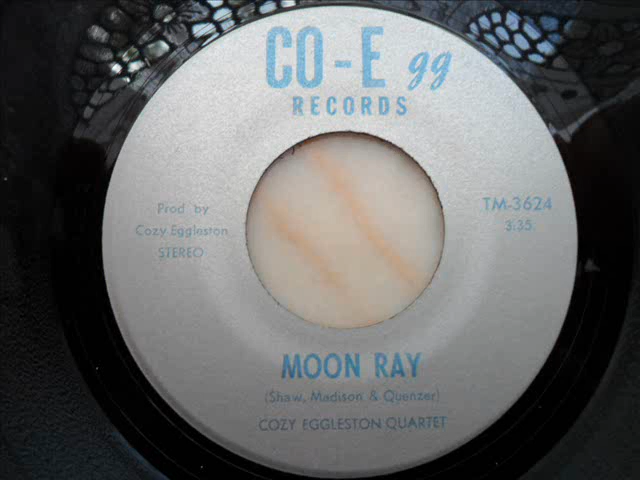 CO-E gg
RECORDS
Prod by
Cozy Eggleston
STEREO
TM-3624
3:35
MOON RAY
(Shaw, Madison & Quenzer)
COZY EGGLESTON QUARTET